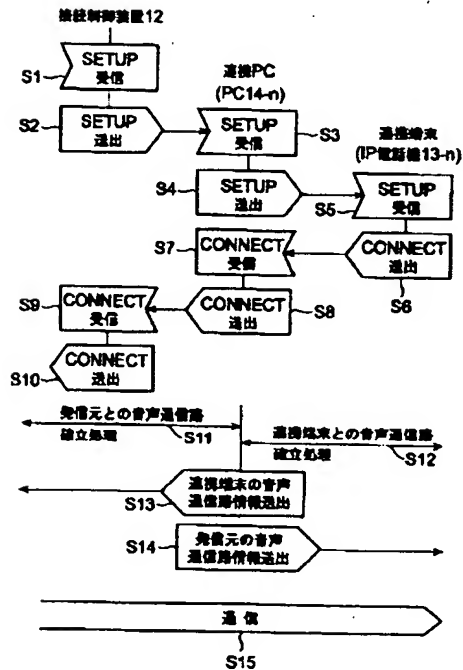 接続制御装置12
S1
SETUP
受信
S2
SETUP
送出
連携PC
(PC14-n)
SETUP
受信
S3
S4
SETUP
送出
連携端末
(IP電話機13-n)
SETUP
受信
S5
S7
CONNECT
受信
CONNECT
送出
S6
S9
CONNECT
受信
CONNECT
送出
S8
CONNECT
送出
S10
発信元との音声通信路
確立処理
S11
連携端末との音声通信路
確立処理
S12
連携端末の音声
通信路情報送出
S13
S14
発信元の音声
通信路情報送出
通信
S15